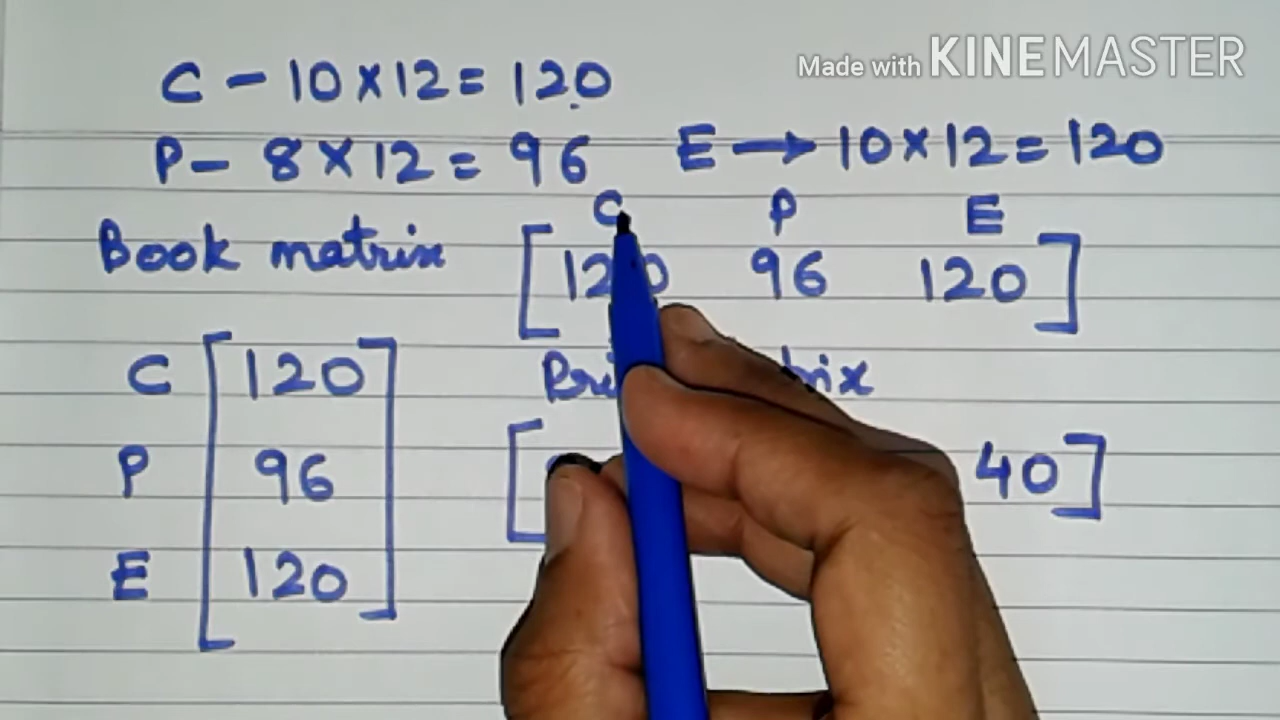 Made with KINEMASTER
C - 10 × 12 = 120
P - 8 × 12 = 96 E → 10 × 12 = 120
C P E
Book matrix [ 96 120 ]
C [ 120 ]
P 96 [ 40 ]
E 120